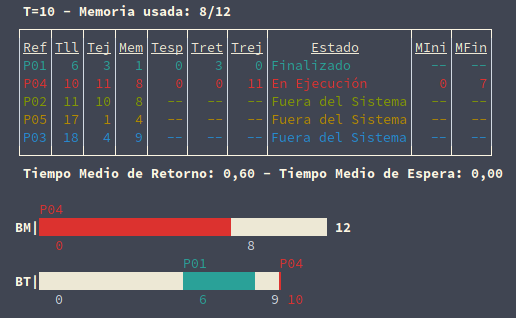 T=10 – Memoria usada: 8/12
Ref Tll Tej Mem Tesp Tret Trej Estado MIni MFin
P01 6 3 1 0 3 0 Finalizado -- --
P04 10 11 8 0 0 11 En Ejecución 0 7
P02 11 10 8 -- -- -- Fuera del Sistema -- --
P05 17 1 4 -- -- -- Fuera del Sistema -- --
P03 18 4 9 -- -- -- Fuera del Sistema -- --
Tiempo Medio de Retorno: 0,60 – Tiempo Medio de Espera: 0,00
P04
BM| 12
0 8
P01 P04
BT|
0 6 9 10